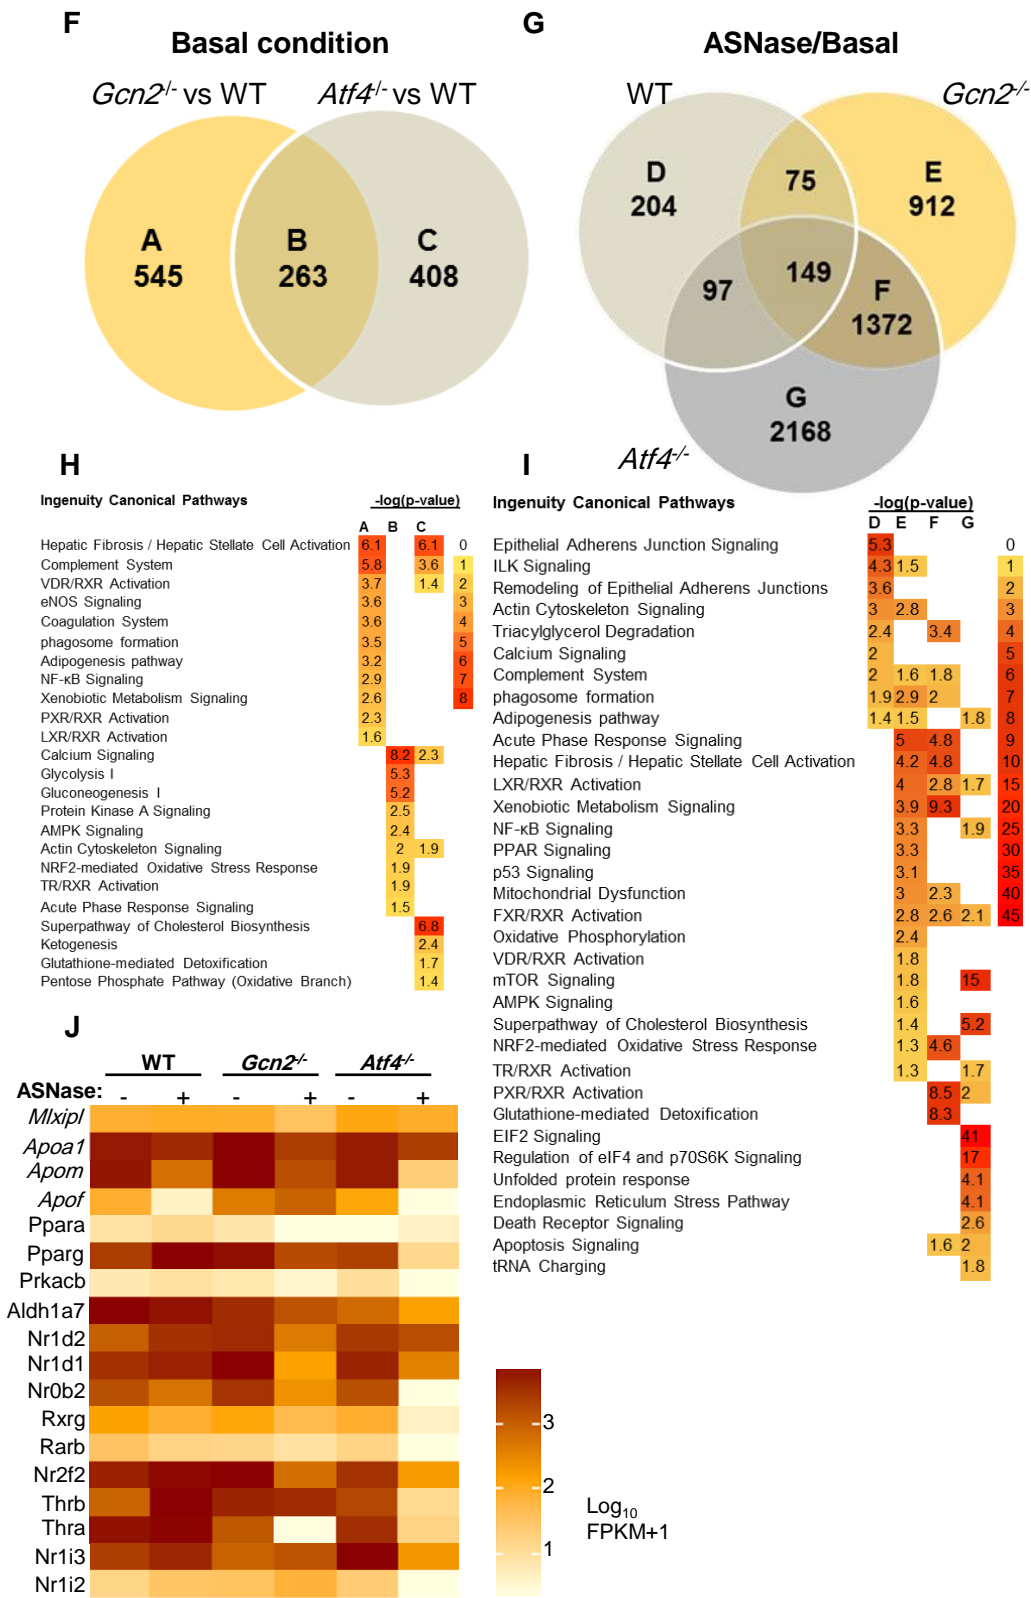 F
Basal condition
Gcn2-/- vs WT
Atf4-/- vs WT
A
545
B
263
C
408
G
ASNase/Basal
WT
Gcn2-/-
D
204
75
E
912
97
149
F
1372
G
2168
Atf4-/-
H
Ingenuity Canonical Pathways -log(p-value)
A B C
Hepatic Fibrosis / Hepatic Stellate Cell Activation 6.1 6.1 0
Complement System 5.8 3.6 1
VDR/RXR Activation 3.7 1.4 2
eNOS Signaling 3.6 3
Coagulation System 3.6 4
phagosome formation 3.5 5
Adipogenesis pathway 3.2 6
NF-κB Signaling 2.9 7
Xenobiotic Metabolism Signaling 2.6 8
PXR/RXR Activation 2.3
LXR/RXR Activation 1.6
Calcium Signaling 8.2 2.3
Glycolysis I 5.3
Gluconeogenesis I 5.2
Protein Kinase A Signaling 2.5
AMPK Signaling 2.4
Actin Cytoskeleton Signaling 2 1.9
NRF2-mediated Oxidative Stress Response 1.9
TR/RXR Activation 1.9
Acute Phase Response Signaling 1.5
Superpathway of Cholesterol Biosynthesis 6.8
Ketogenesis 2.4
Glutathione-mediated Detoxification 1.7
Pentose Phosphate Pathway (Oxidative Branch) 1.4
I
Ingenuity Canonical Pathways -log(p-value)
D E F G
Epithelial Adherens Junction Signaling 5.3 0
ILK Signaling 4.3 1.5 1
Remodeling of Epithelial Adherens Junctions 3.6 2
Actin Cytoskeleton Signaling 3 2.8 3
Triacylglycerol Degradation 2.4 3.4 4
Calcium Signaling 2 5
Complement System 2 1.6 1.8 6
phagosome formation 1.9 2.9 2 7
Adipogenesis pathway 1.4 1.5 1.8 8
Acute Phase Response Signaling 5 4.8 9
Hepatic Fibrosis / Hepatic Stellate Cell Activation 4.2 4.8 10
LXR/RXR Activation 4 2.8 1.7 15
Xenobiotic Metabolism Signaling 3.9 9.3 20
NF-κB Signaling 3.3 1.9 25
PPAR Signaling 3.3 30
p53 Signaling 3.1 35
Mitochondrial Dysfunction 3 2.3 40
FXR/RXR Activation 2.8 2.6 2.1 45
Oxidative Phosphorylation 2.4
VDR/RXR Activation 1.8
mTOR Signaling 1.8 15
AMPK Signaling 1.6
Superpathway of Cholesterol Biosynthesis 1.4 5.2
NRF2-mediated Oxidative Stress Response 1.3 4.6
TR/RXR Activation 1.3 1.7
PXR/RXR Activation 8.5 2
Glutathione-mediated Detoxification 8.3
EIF2 Signaling 41
Regulation of eIF4 and p70S6K Signaling 17
Unfolded protein response 4.1
Endoplasmic Reticulum Stress Pathway 4.1
Death Receptor Signaling 2.6
Apoptosis Signaling 1.6 2
tRNA Charging 1.8
J
WT Gcn2-/- Atf4-/-
ASNase: - + - + - +
Mlxipl
Apoa1
Apom
Apof
Ppara
Pparg
Prkacb
Aldh1a7
Nr1d2
Nr1d1
Nr0b2
Rxrg
Rarb
Nr2f2
Thrb
Thra
Nr1i3
Nr1i2
3
2
1
Log10
FPKM+1